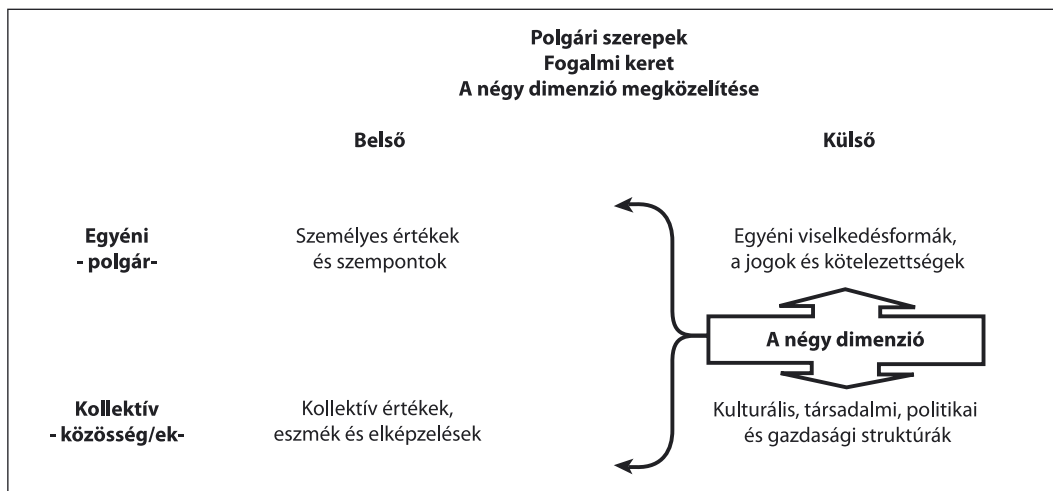 Polgári szerepek
Fogalmi keret
A négy dimenzió megközelítése
Belső
Külső
Egyéni
- polgár-
Személyes értékek
és szempontok
Egyéni viselkedésformák,
a jogok és kötelezettségek
A négy dimenzió
Kollektív
- közösség/ek-
Kollektív értékek,
eszmék és elképzelések
Kulturális, társadalmi, politikai
és gazdasági struktúrák